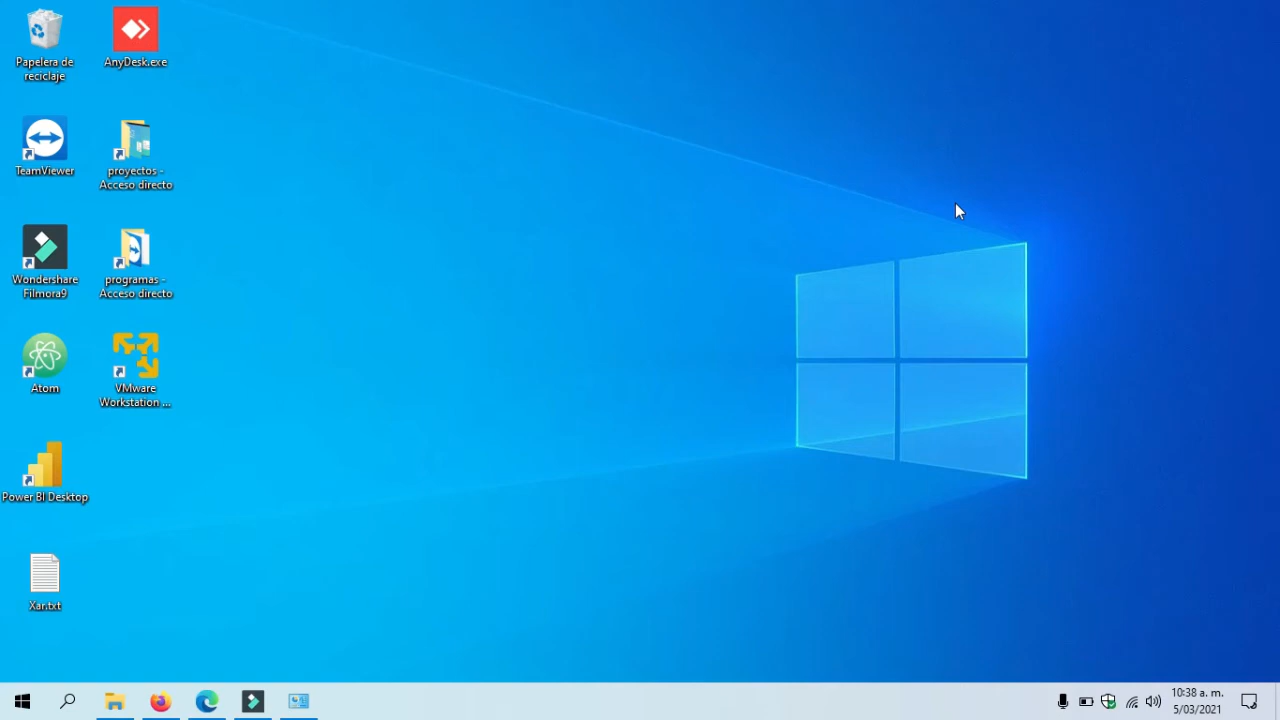 Papelera de
reciclaje
AnyDesk.exe
TeamViewer
proyectos -
Acceso directo
Wondershare
Filmora9
programas -
Acceso directo
Atom
VMware
Workstation ...
Power BI Desktop
Xar.txt
10:38 a. m.
5/03/2021